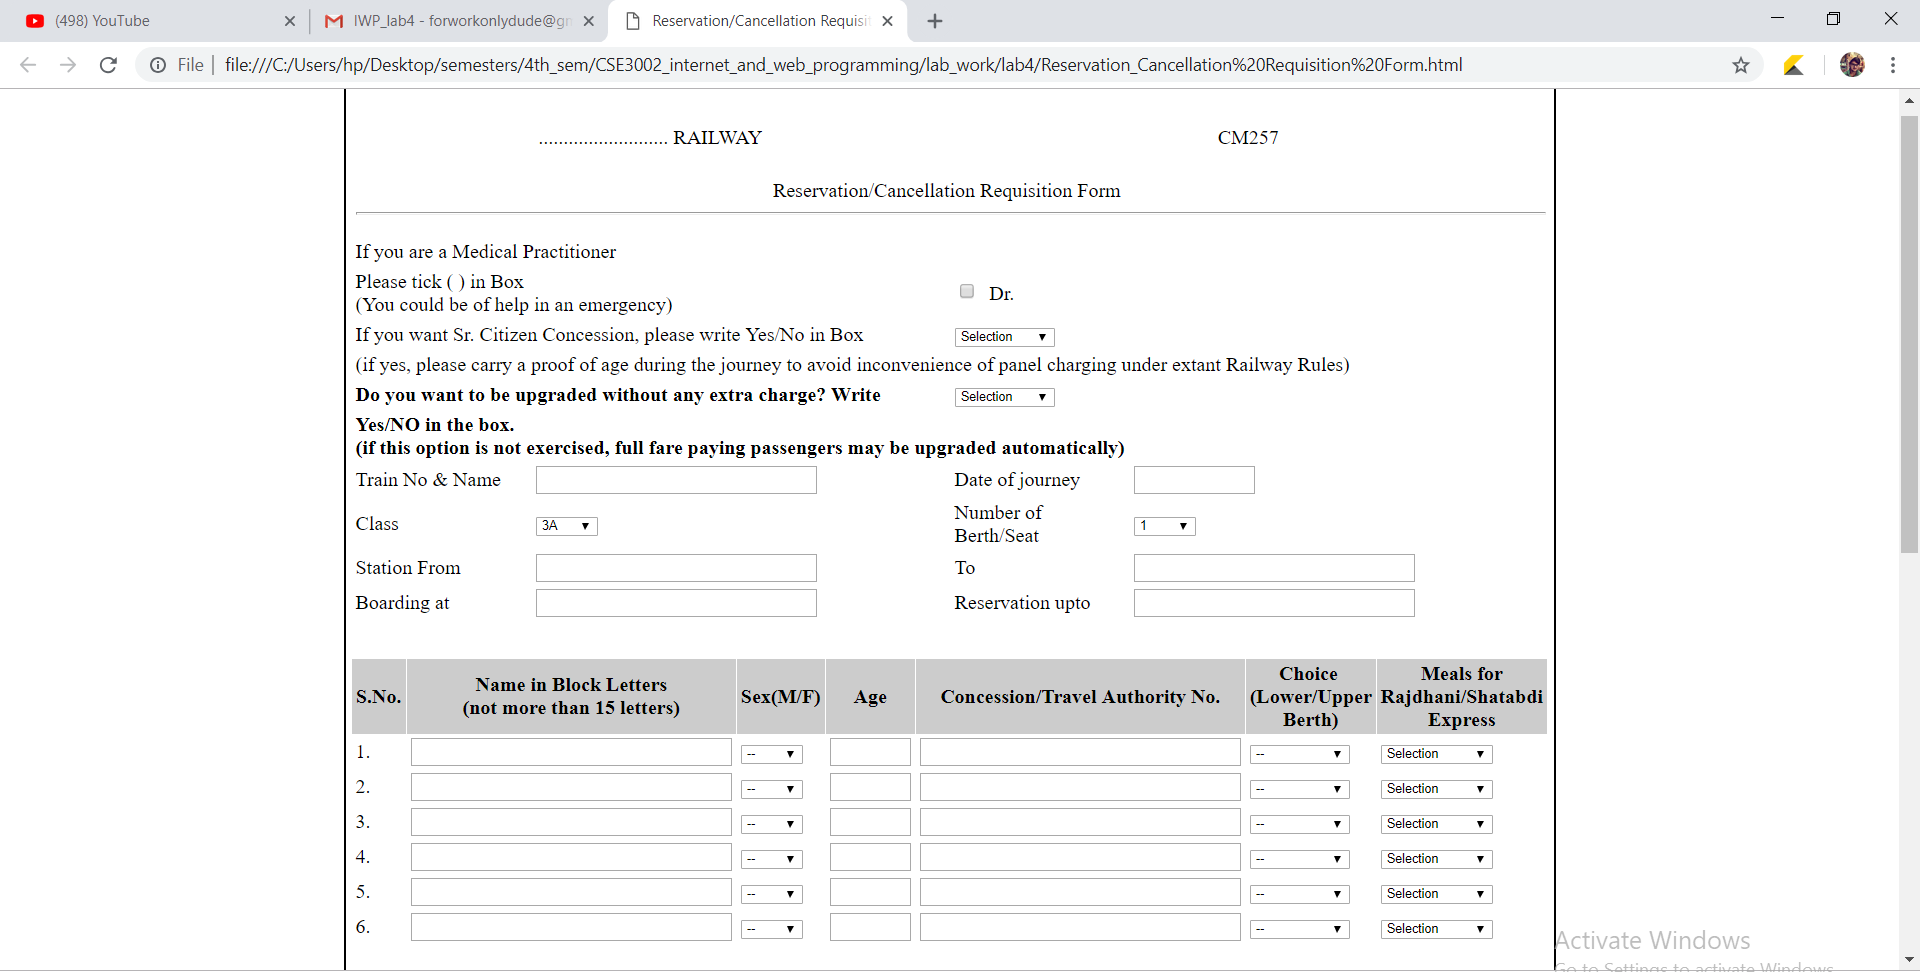 (498) YouTube
IWP_lab4 - forworkonlydude@gm
Reservation/Cancellation Requisit
File
file:///C:/Users/hp/Desktop/semesters/4th_sem/CSE3002_internet_and_web_programming/lab_work/lab4/Reservation_Cancellation%20Requisition%20Form.html
.......................... RAILWAY CM257
Reservation/Cancellation Requisition Form
If you are a Medical Practitioner
Please tick ( ) in Box
(You could be of help in an emergency)
Dr.
If you want Sr. Citizen Concession, please write Yes/No in Box Selection
(if yes, please carry a proof of age during the journey to avoid inconvenience of panel charging under extant Railway Rules)
Do you want to be upgraded without any extra charge? Write Selection
Yes/NO in the box.
(if this option is not exercised, full fare paying passengers may be upgraded automatically)
Train No & Name Date of journey
Class 3A Number of Berth/Seat 1
Station From To
Boarding at Reservation upto
S.No. Name in Block Letters (not more than 15 letters) Sex(M/F) Age Concession/Travel Authority No. Choice (Lower/Upper Berth) Meals for Rajdhani/Shatabdi Express
1. -- -- Selection
2. -- -- Selection
3. -- -- Selection
4. -- -- Selection
5. -- -- Selection
6. -- -- Selection
Activate Windows
Go to Settings to activate Windows.